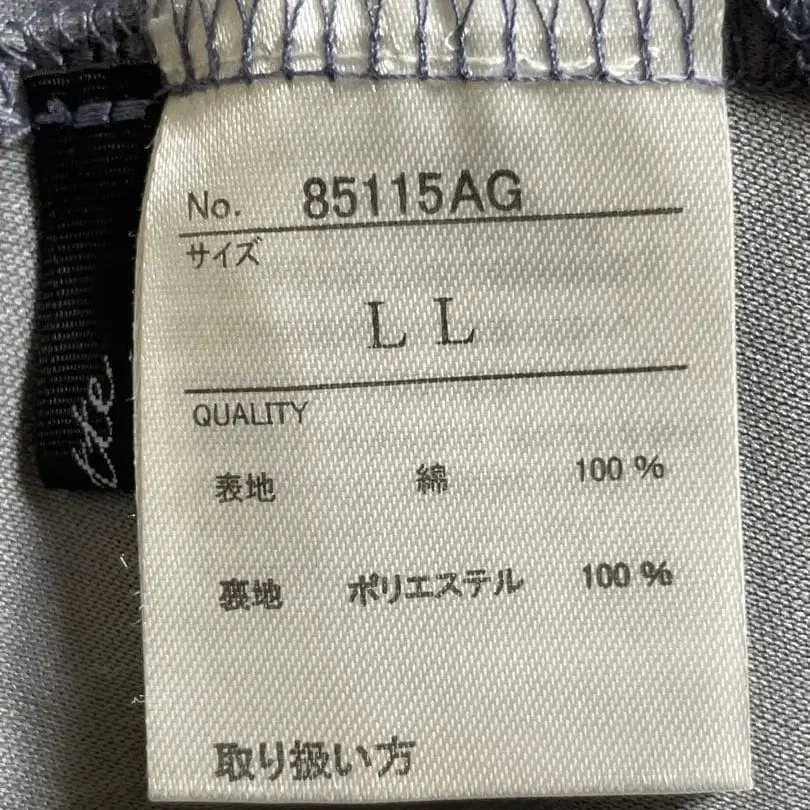 No. 85115AG
サイズ
LL
QUALITY
表地 綿 100 %
裏地 ポリエステル 100 %
取り扱い方